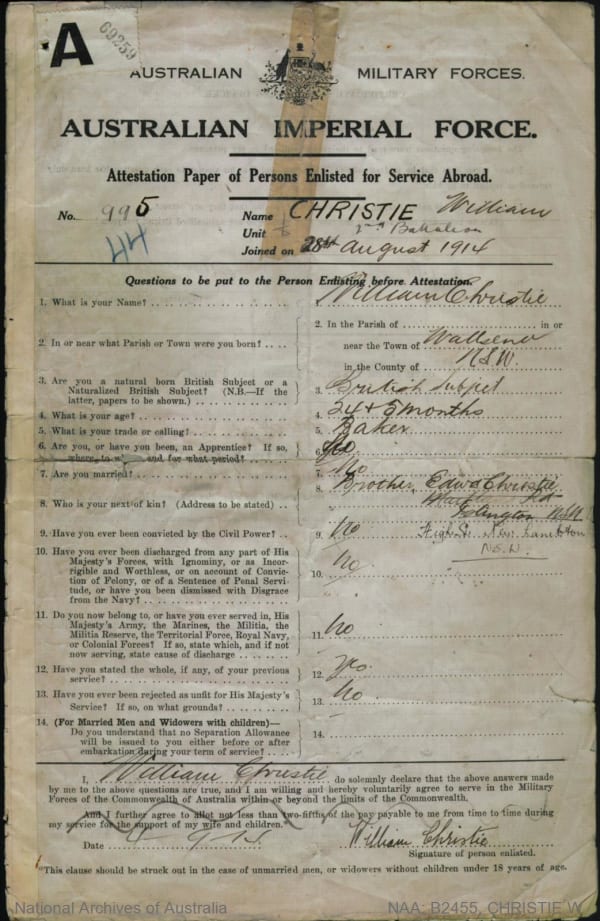 A
69259
AUSTRALIAN MILITARY FORCES.
AUSTRALIAN IMPERIAL FORCE.
Attestation Paper of Persons Enlisted for Service Abroad.
No. 995 Name CHRISTIE William
44 Unit 2nd Battalion
Joined on 28th August 1914
Questions to be put to the Person Enlisting before Attestation.
1. What is your Name? 1. William Christie
2. In or near what Parish or Town were you born? 2. In the Parish of in or
near the Town of Wallsend
in the County of NSW
3. Are you a natural born British Subject or a
Naturalized British Subject? (N.B.—If the
latter, papers to be shown.) 3. British Subject
4. What is your age? 4. 24 + 5 months
5. What is your trade or calling? 5. Baker
6. Are you, or have you been, an Apprentice? If so, 6. No
where, to and for what period?
7. Are you married? 7. No
8. Who is your next of kin? (Address to be stated) 8. Brother, Edwd Christie
Islington NSW
High St. New Lambton
N.S.W.
9. Have you ever been convicted by the Civil Power? 9. No
10. Have you ever been discharged from any part of His
Majesty's Forces, with Ignominy, or as Incor-
rigible and Worthless, or on account of Convic-
tion of Felony, or of a Sentence of Penal Servi-
tude, or have you been dismissed with Disgrace
from the Navy? 10. No
11. Do you now belong to, or have you ever served in, His
Majesty's Army, the Marines, the Militia, the
Militia Reserve, the Territorial Force, Royal Navy,
or Colonial Forces? If so, state which, and if not
now serving, state cause of discharge 11. No
12. Have you stated the whole, if any, of your previous
service? 12. Yes
13. Have you ever been rejected as unfit for His Majesty's
Service? If so, on what grounds? 13. No
14. (For Married Men and Widowers with children)—
Do you understand that no Separation Allowance
will be issued to you either before or after
embarkation during your term of service? 14.
I, William Christie do solemnly declare that the above answers made
by me to the above questions are true, and I am willing and hereby voluntarily agree to serve in the Military
Forces of the Commonwealth of Australia within or beyond the limits of the Commonwealth.
And I further agree to allot not less than two-fifths of the pay payable to me from time to time during
my service for the support of my wife and children.
Date William Christie
Signature of person enlisted.
This clause should be struck out in the case of unmarried men, or widowers without children under 18 years of age.
National Archives of Australia NAA: B2455, CHRISTIE W